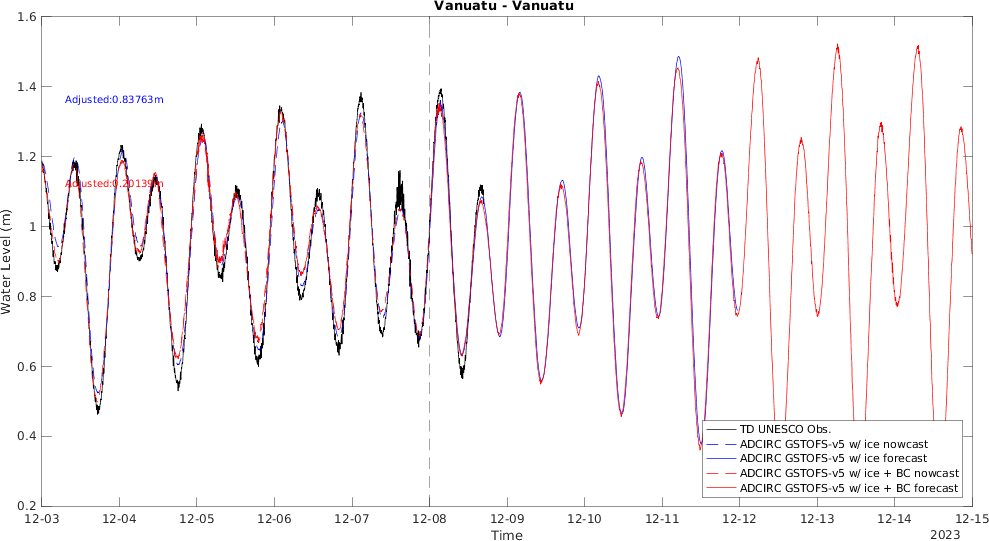 Vanuatu - Vanuatu
1.6
1.4
1.2
1
0.8
0.6
0.4
0.2
Water Level (m)
Adjusted:0.83763m
Adjusted:0.20139m
TD UNESCO Obs.
ADCIRC GSTOFS-v5 w/ ice nowcast
ADCIRC GSTOFS-v5 w/ ice forecast
ADCIRC GSTOFS-v5 w/ ice + BC nowcast
ADCIRC GSTOFS-v5 w/ ice + BC forecast
12-03 12-04 12-05 12-06 12-07 12-08 12-09 12-10 12-11 12-12 12-13 12-14 12-15
Time
2023